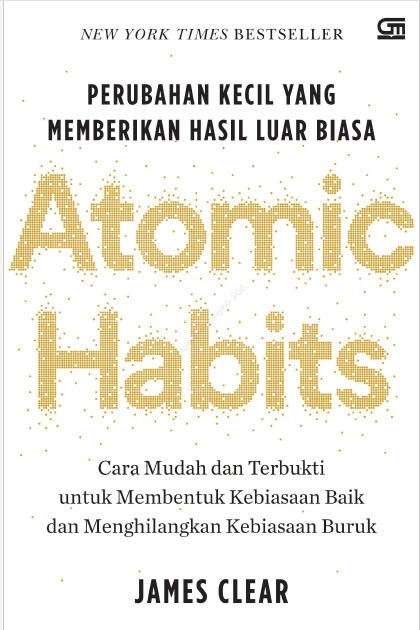 NEW YORK TIMES BESTSELLER
PERUBAHAN KECIL YANG
MEMBERIKAN HASIL LUAR BIASA
Atomic
Habits
Cara Mudah dan Terbukti
untuk Membentuk Kebiasaan Baik
dan Menghilangkan Kebiasaan Buruk
JAMES CLEAR